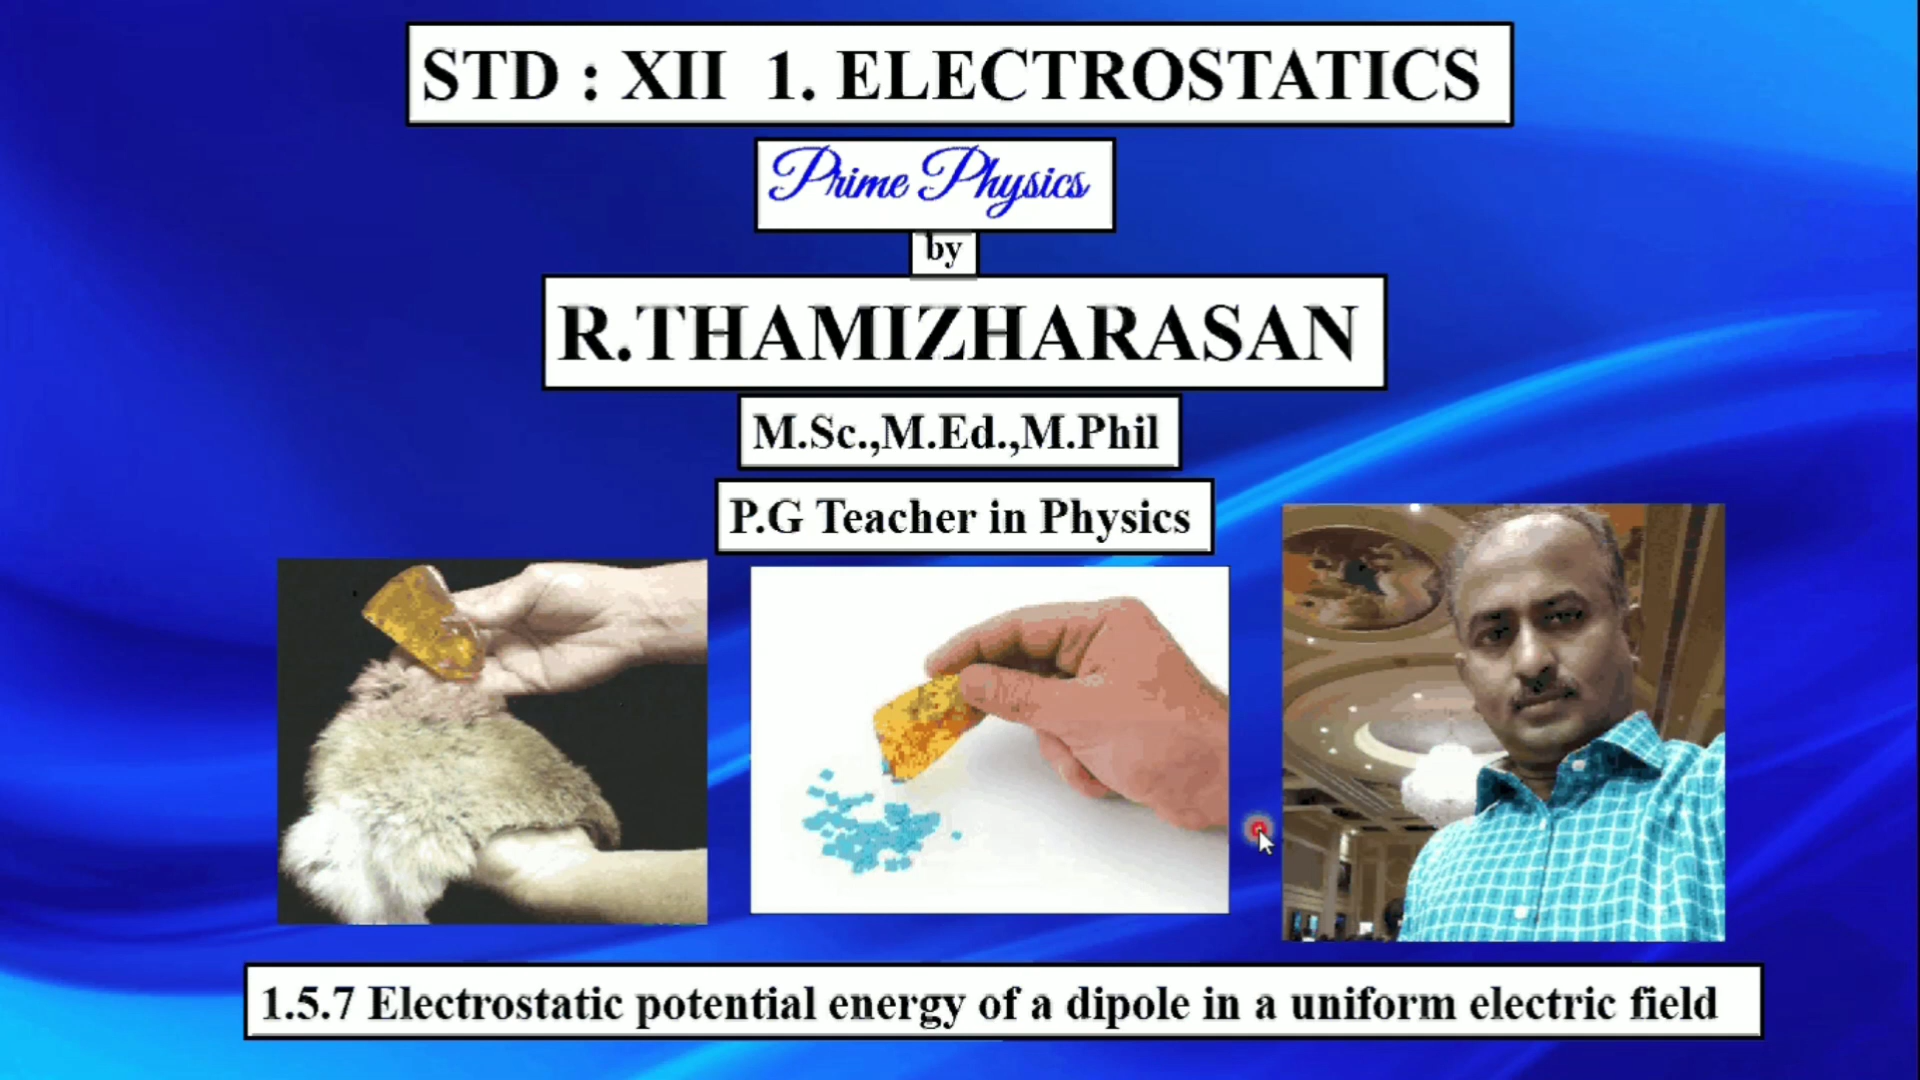 STD : XII 1. ELECTROSTATICS
Prime Physics
by
R.THAMIZHARASAN
M.Sc.,M.Ed.,M.Phil
P.G Teacher in Physics
1.5.7 Electrostatic potential energy of a dipole in a uniform electric field